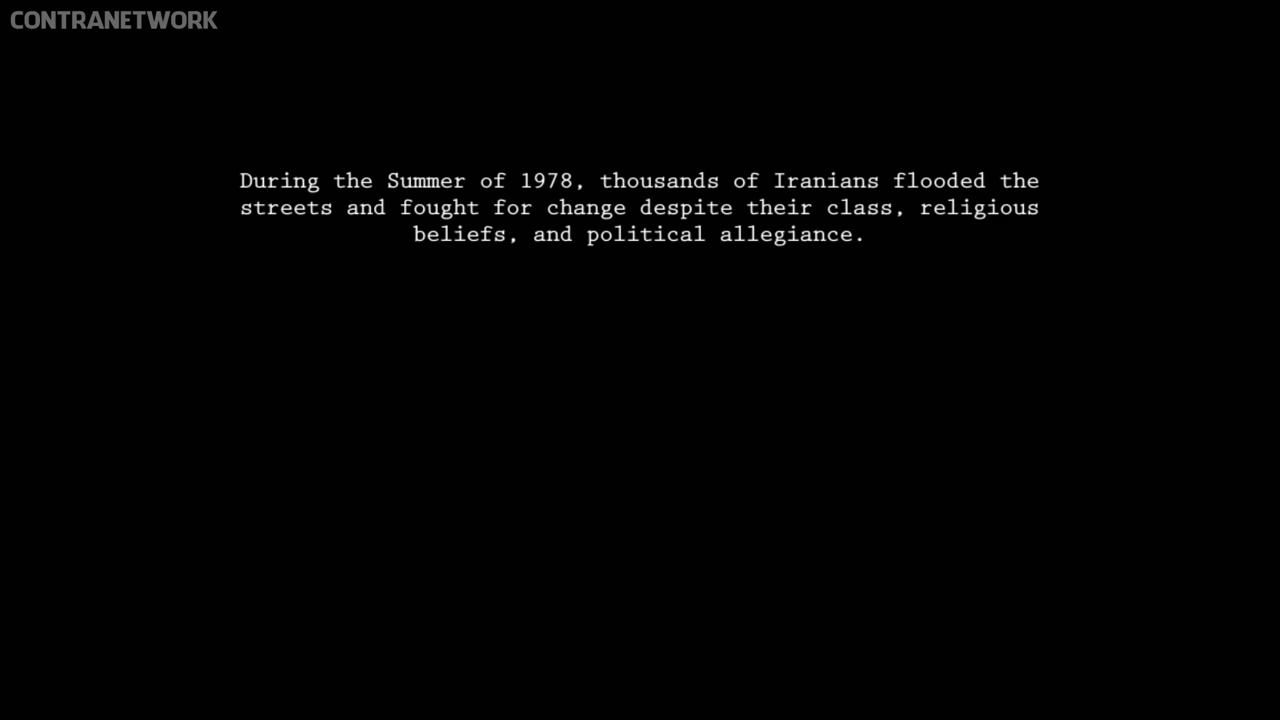 CONTRANETWORK
During the Summer of 1978, thousands of Iranians flooded the
streets and fought for change despite their class, religious
beliefs, and political allegiance.